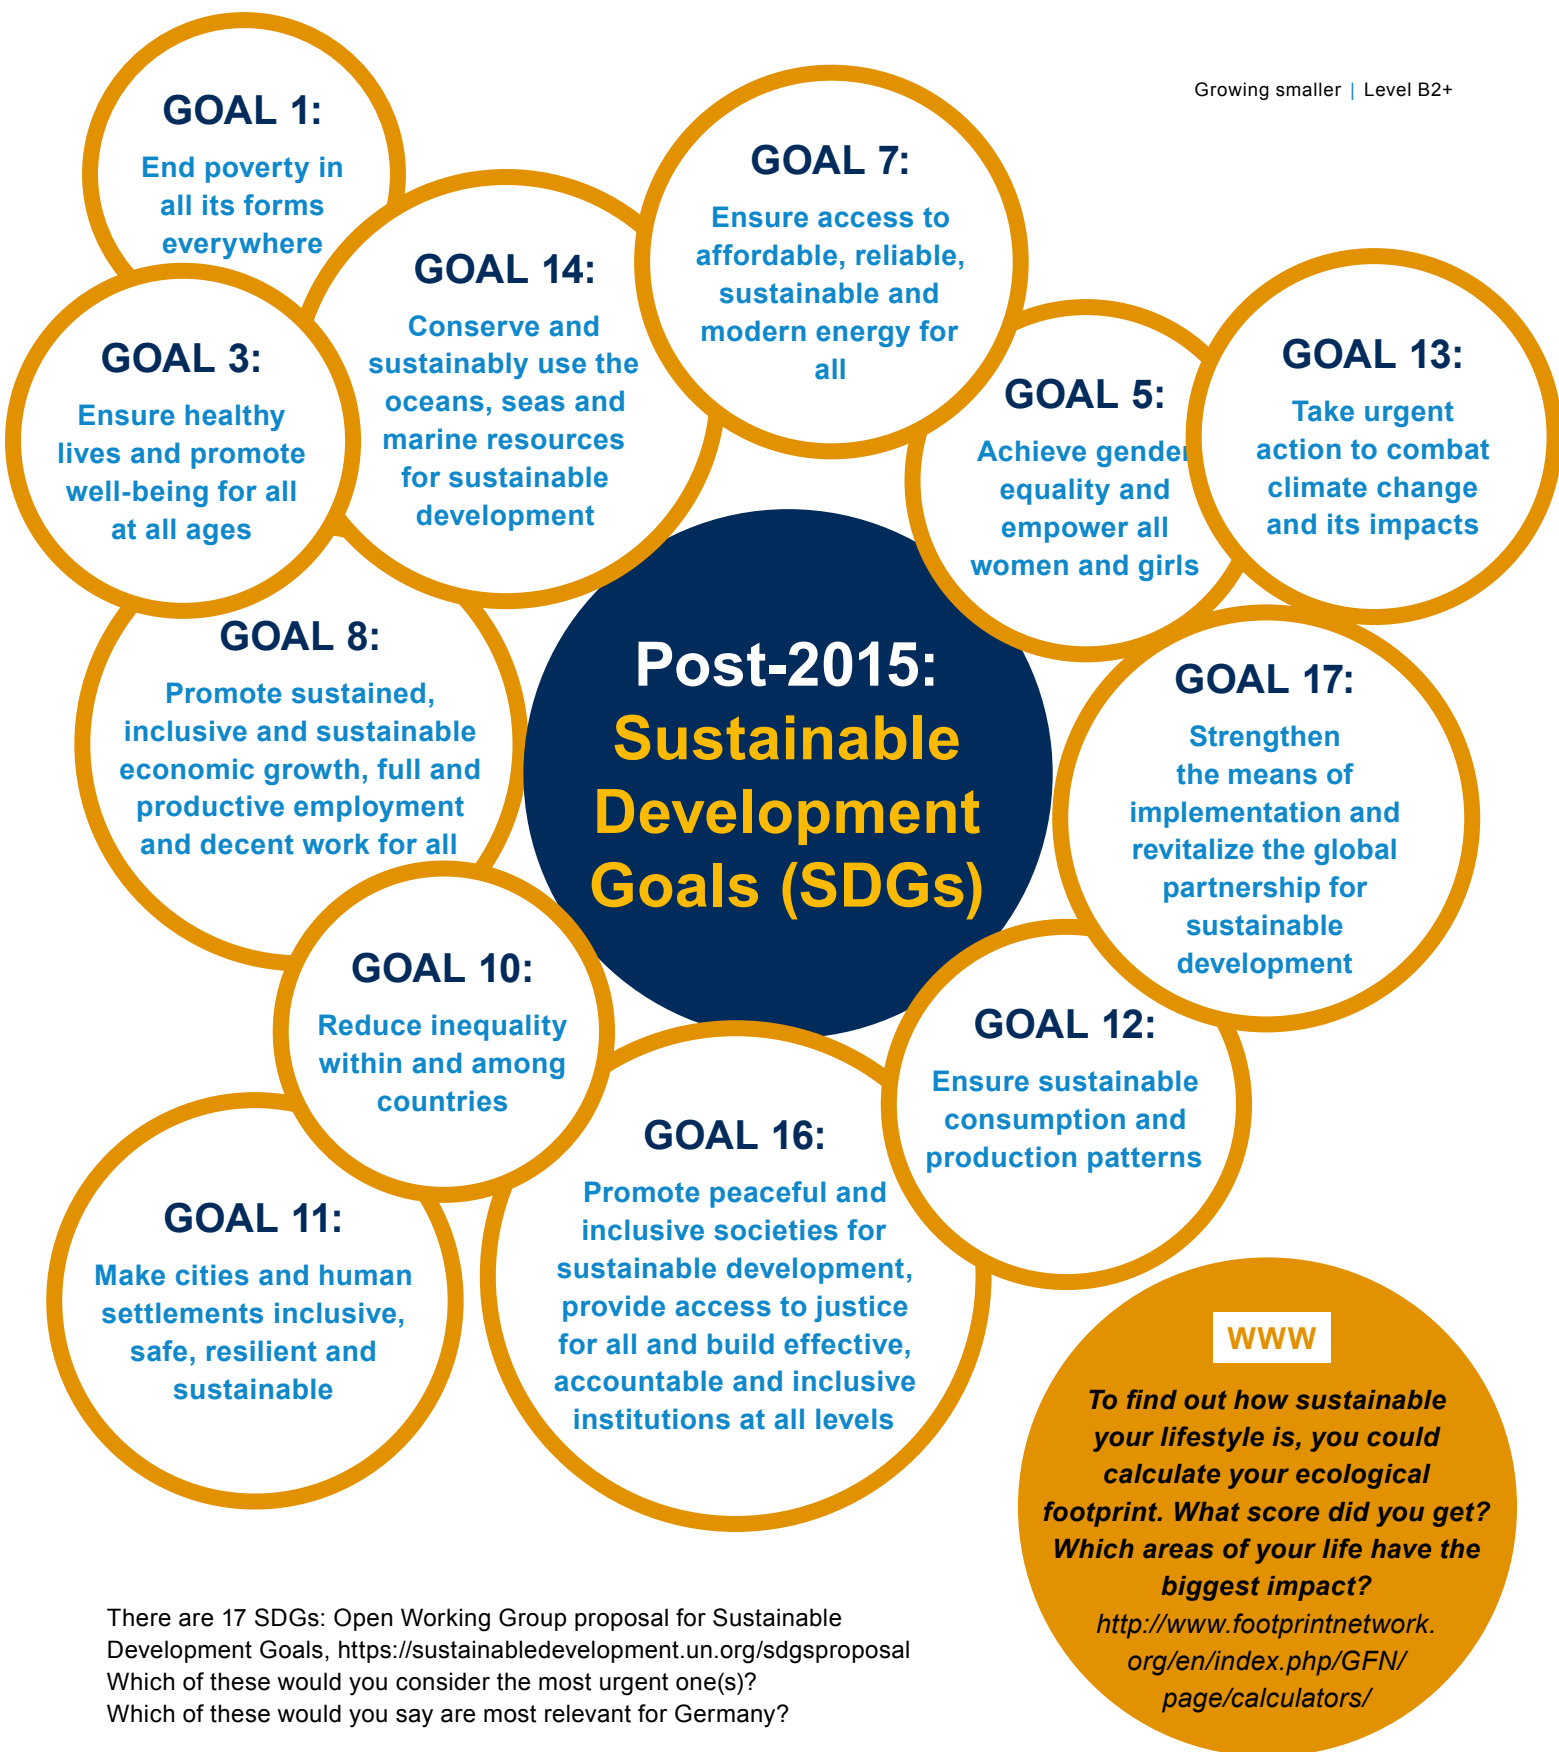 Growing smaller | Level B2+
GOAL 1:
End poverty in
all its forms
everywhere
GOAL 14:
Conserve and
sustainably use the
oceans, seas and
marine resources
for sustainable
development
GOAL 7:
Ensure access to
affordable, reliable,
sustainable and
modern energy for
all
GOAL 3:
Ensure healthy
lives and promote
well-being for all
at all ages
GOAL 5:
Achieve gender
equality and
empower all
women and girls
GOAL 13:
Take urgent
action to combat
climate change
and its impacts
GOAL 8:
Promote sustained,
inclusive and sustainable
economic growth, full and
productive employment
and decent work for all
Post-2015:
Sustainable
Development
Goals (SDGs)
GOAL 17:
Strengthen
the means of
implementation and
revitalize the global
partnership for
sustainable
development
GOAL 10:
Reduce inequality
within and among
countries
GOAL 12:
Ensure sustainable
consumption and
production patterns
GOAL 16:
Promote peaceful and
inclusive societies for
sustainable development,
provide access to justice
for all and build effective,
accountable and inclusive
institutions at all levels
GOAL 11:
Make cities and human
settlements inclusive,
safe, resilient and
sustainable
WWW
To find out how sustainable
your lifestyle is, you could
calculate your ecological
footprint. What score did you get?
Which areas of your life have the
biggest impact?
http://www.footprintnetwork.
org/en/index.php/GFN/
page/calculators/
There are 17 SDGs: Open Working Group proposal for Sustainable
Development Goals, https://sustainabledevelopment.un.org/sdgsproposal
Which of these would you consider the most urgent one(s)?
Which of these would you say are most relevant for Germany?